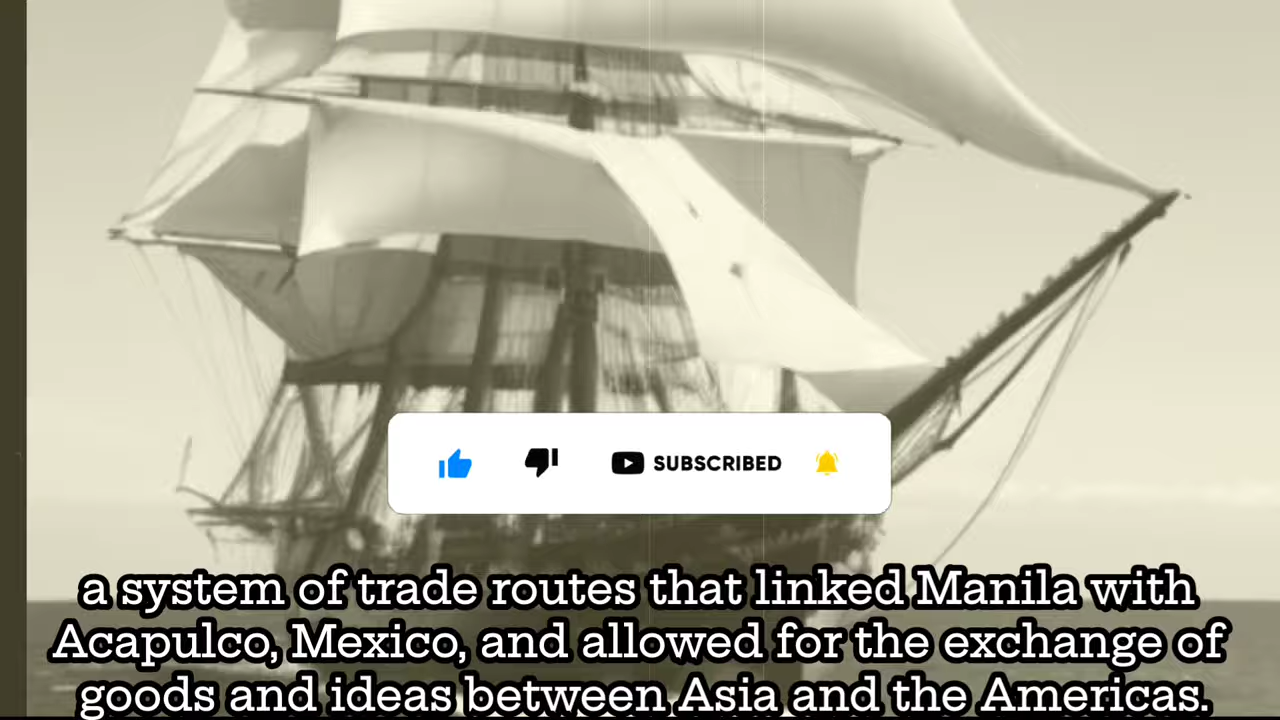 SUBSCRIBED
a system of trade routes that linked Manila with
Acapulco, Mexico, and allowed for the exchange of
goods and ideas between Asia and the Americas.